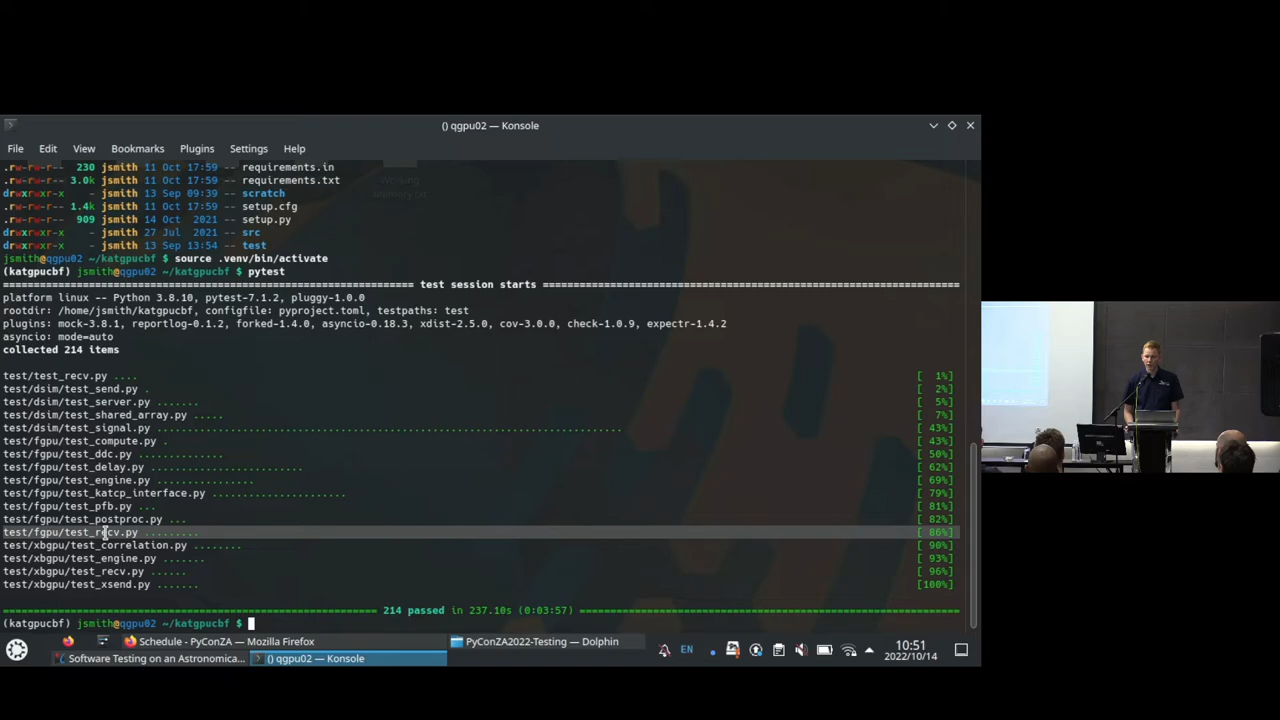 () qgpu02 — Konsole
File Edit View Bookmarks Plugins Settings Help
.rw-rw-r-- 230 jsmith 11 Oct 17:59 -- requirements.in
.rw-rw-r-- 3.0k jsmith 11 Oct 17:59 -- requirements.txt
drwxrwxr-x - jsmith 13 Sep 09:39 -- scratch
.rw-rw-r-- 1.4k jsmith 11 Oct 17:59 -- setup.cfg
.rw-rw-r-- 909 jsmith 14 Oct 2021 -- setup.py
drwxrwxr-x - jsmith 27 Jul 2021 -- src
drwxrwxr-x - jsmith 13 Sep 13:54 -- test
jsmith@qgpu02 ~/katgpucbf $ source .venv/bin/activate
(katgpucbf) jsmith@qgpu02 ~/katgpucbf $ pytest
=============================================================== test session starts ================================================================
platform linux -- Python 3.8.10, pytest-7.1.2, pluggy-1.0.0
rootdir: /home/jsmith/katgpucbf, configfile: pyproject.toml, testpaths: test
plugins: mock-3.8.1, reportlog-0.1.2, forked-1.4.0, asyncio-0.18.3, xdist-2.5.0, cov-3.0.0, check-1.0.9, expectr-1.4.2
asyncio: mode=auto
collected 214 items
test/test_recv.py .... [ 1%]
test/dsim/test_send.py . [ 2%]
test/dsim/test_server.py ....... [ 5%]
test/dsim/test_shared_array.py ..... [ 7%]
test/dsim/test_signal.py ............................................................................ [ 43%]
test/fgpu/test_compute.py . [ 43%]
test/fgpu/test_ddc.py ............. [ 50%]
test/fgpu/test_delay.py ........................ [ 62%]
test/fgpu/test_engine.py ............... [ 69%]
test/fgpu/test_katcp_interface.py ...................... [ 79%]
test/fgpu/test_pfb.py ... [ 81%]
test/fgpu/test_postproc.py ... [ 82%]
test/fgpu/test_recv.py ......... [ 86%]
test/xbgpu/test_correlation.py ........ [ 90%]
test/xbgpu/test_engine.py ....... [ 93%]
test/xbgpu/test_recv.py ...... [ 96%]
test/xbgpu/test_xsend.py ....... [100%]
========================================================= 214 passed in 237.10s (0:03:57) ==========================================================
(katgpucbf) jsmith@qgpu02 ~/katgpucbf $
Schedule - PyConZA — Mozilla Firefox
PyConZA2022-Testing — Dolphin
Software Testing on an Astronomica...
() qgpu02 — Konsole
EN
10:51
2022/10/14